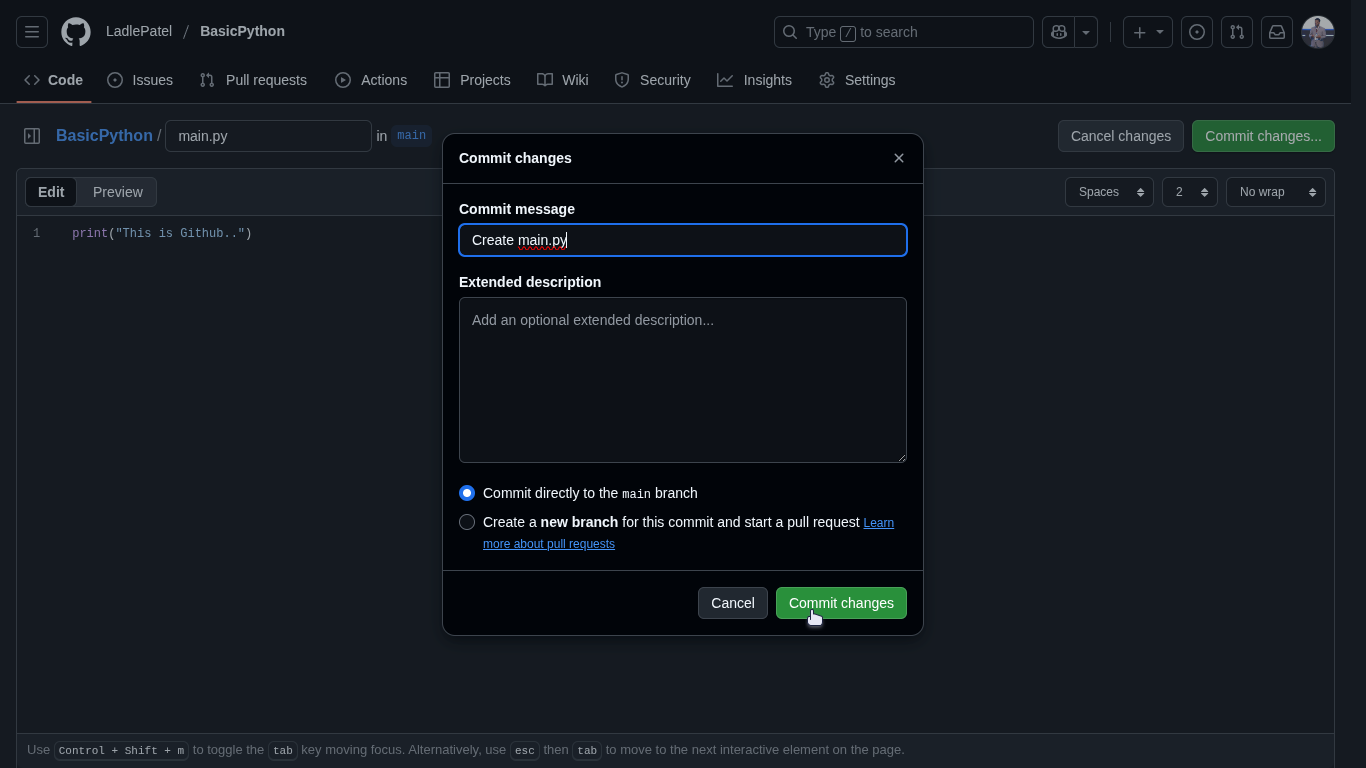 LadlePatel / BasicPython
Type / to search
Code Issues Pull requests Actions Projects Wiki Security Insights Settings
BasicPython / main.py in main Cancel changes Commit changes...
Edit Preview Spaces 2 No wrap
1 print("This is Github..")
Commit changes
Commit message
Create main.py
Extended description
Add an optional extended description...
Commit directly to the main branch
Create a new branch for this commit and start a pull request Learn
more about pull requests
Cancel Commit changes
Use Control + Shift + m to toggle the tab key moving focus. Alternatively, use esc then tab to move to the next interactive element on the page.